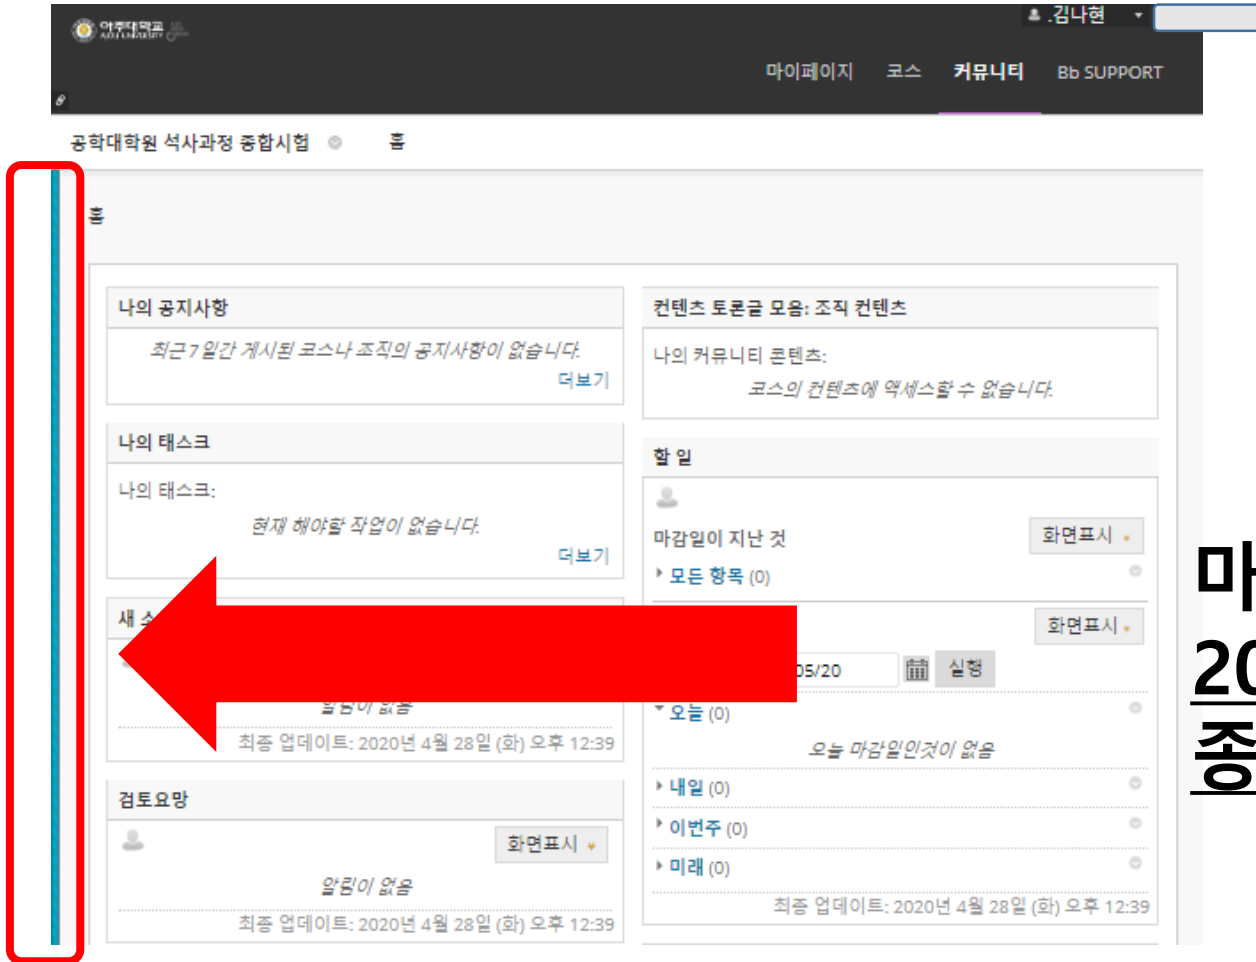 아주대학교
AJOU UNIVERSITY
.김나현
마이페이지 코스 커뮤니티 Bb SUPPORT
공학대학원 석사과정 종합시험 홈
홈
나의 공지사항
최근 7일간 게시된 코스나 조직의 공지사항이 없습니다.
더보기
나의 태스크
나의 태스크:
현재 해야할 작업이 없습니다.
더보기
새
알림이 없음
최종 업데이트: 2020년 4월 28일 (화) 오후 12:39
검토요망
화면표시
알림이 없음
최종 업데이트: 2020년 4월 28일 (화) 오후 12:39
컨텐츠 토론글 모음: 조직 컨텐츠
나의 커뮤니티 콘텐츠:
코스의 컨텐츠에 액세스할 수 없습니다.
할 일
마감일이 지난 것
화면표시
모든 항목 (0)
화면표시
05/20 실행
오늘 (0)
오늘 마감일인것이 없음
내일 (0)
이번주 (0)
미래 (0)
최종 업데이트: 2020년 4월 28일 (화) 오후 12:39
마
20
종